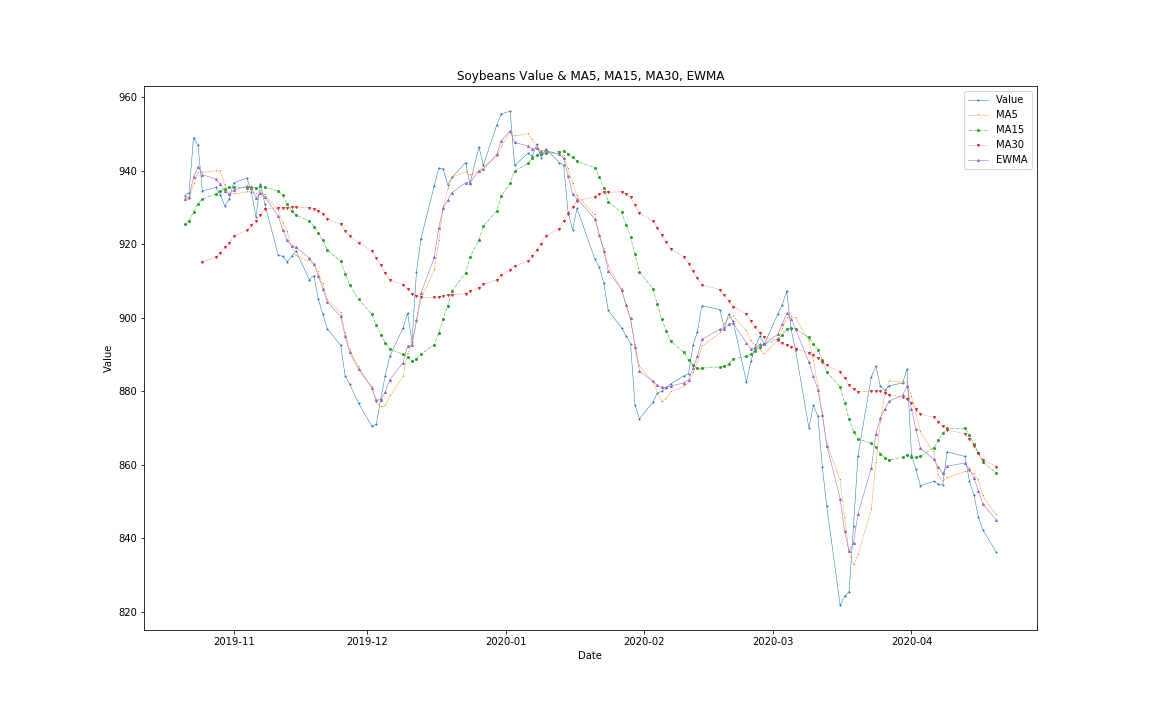 Soybeans Value & MA5, MA15, MA30, EWMA
960
940
920
900
880
860
840
820
Value
2019-11
2019-12
2020-01
2020-02
2020-03
2020-04
Date
Value
MA5
MA15
MA30
EWMA